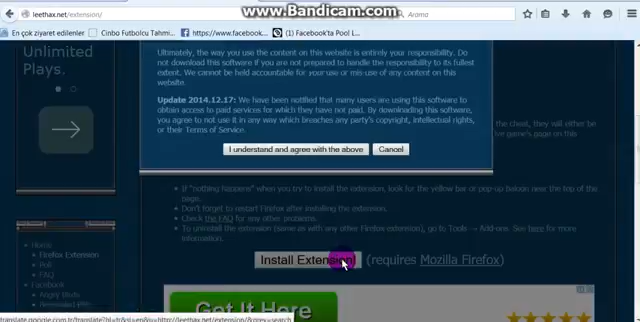 www.Bandicam.com
leethax.net/extension/
Arama
En çok ziyaret edilenler
Cinbo Futbolcu Tahmi...
https://www.facebook...
(1) Facebook'ta Pool L...
Unlimited
Plays.
Ultimately, the way you use the content on this website is entirely your responsibility. Do
not download this software if you are not prepared to handle the responsibility to its fullest
extent. We cannot be held accountable for your use or mis-use of any content on this
website.
Update 2014.12.17: We have been notified that many users are using this software to
obtain access to paid services for which they have not paid. By downloading this software,
you agree to not use it in any way which breaches any party's copyright, intellectual rights,
or their Terms of Service.
the cheat, they will either be
game's page on this
I understand and agree with the above
Cancel
If "nothing happens" when you try to install the extension, look for the yellow bar or pop-up baloon near the top of the
page.
Don't forget to restart Firefox after installing the extension.
Check the FAQ for any other problems.
To uninstall the extension (same as with any other Firefox extension), go to Tools → Add-ons. See here for more
information.
Install Extension
(requires Mozilla Firefox)
Home
Firefox Extension
Poll
FAQ
Facebook
Angry Birds
Get It Here